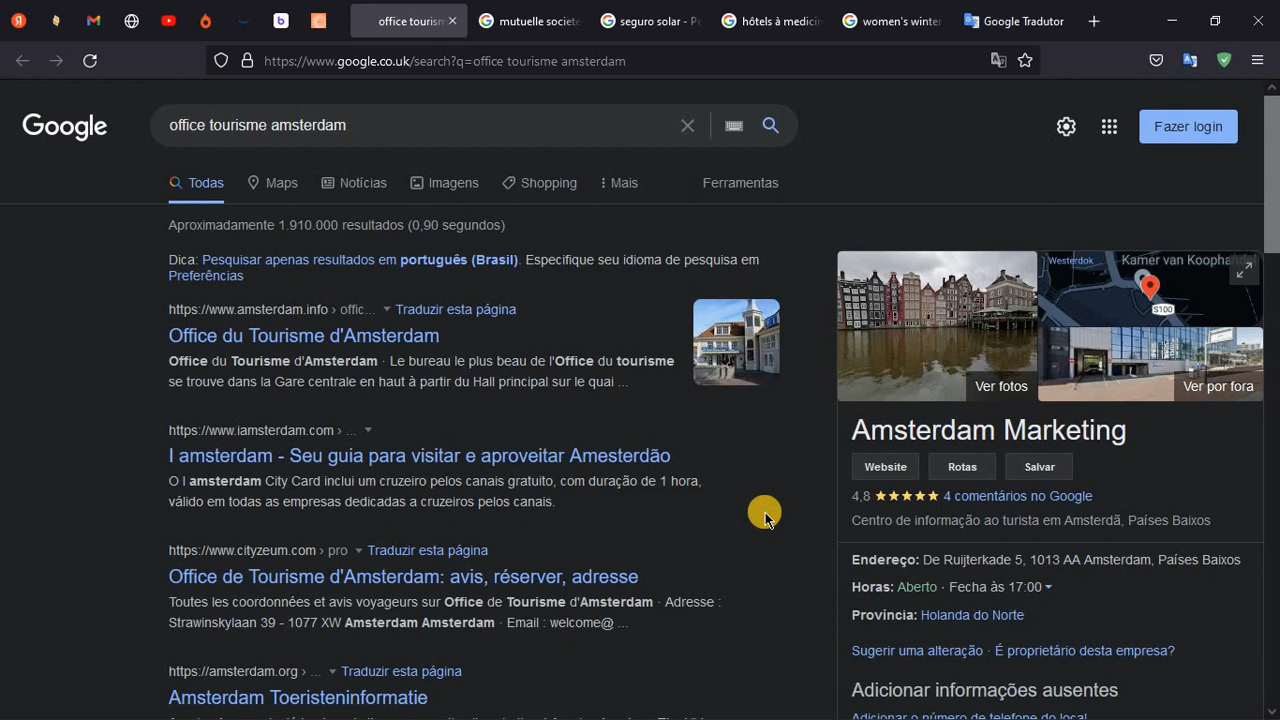 office tourism
mutuelle societe
seguro solar - Pe
hôtels à medicin
women's winter
Google Tradutor
https://www.google.co.uk/search?q=office tourisme amsterdam
Google
office tourisme amsterdam
Fazer login
Todas
Maps
Notícias
Imagens
Shopping
Mais
Ferramentas
Aproximadamente 1.910.000 resultados (0,90 segundos)
Dica: Pesquisar apenas resultados em português (Brasil). Especifique seu idioma de pesquisa em
Preferências
https://www.amsterdam.info › offic... Traduzir esta página
Office du Tourisme d'Amsterdam
Office du Tourisme d'Amsterdam · Le bureau le plus beau de l'Office du tourisme
se trouve dans la Gare centrale en haut à partir du Hall principal sur le quai ...
https://www.iamsterdam.com › ...
I amsterdam - Seu guia para visitar e aproveitar Amesterdão
O I amsterdam City Card inclui um cruzeiro pelos canais gratuito, com duração de 1 hora,
válido em todas as empresas dedicadas a cruzeiros pelos canais.
https://www.cityzeum.com › pro Traduzir esta página
Office de Tourisme d'Amsterdam: avis, réserver, adresse
Toutes les coordonnées et avis voyageurs sur Office de Tourisme d'Amsterdam · Adresse :
Strawinskylaan 39 - 1077 XW Amsterdam Amsterdam · Email : welcome@ ...
https://amsterdam.org › ... Traduzir esta página
Amsterdam Toeristeninformatie
Westerdok
Kamer van Koophandel
S100
Ver fotos
Ver por fora
Amsterdam Marketing
Website
Rotas
Salvar
4,8 4 comentários no Google
Centro de informação ao turista em Amsterdã, Países Baixos
Endereço: De Ruijterkade 5, 1013 AA Amsterdam, Países Baixos
Horas: Aberto · Fecha às 17:00
Província: Holanda do Norte
Sugerir uma alteração · É proprietário desta empresa?
Adicionar informações ausentes
Adicionar o número de telefone do local